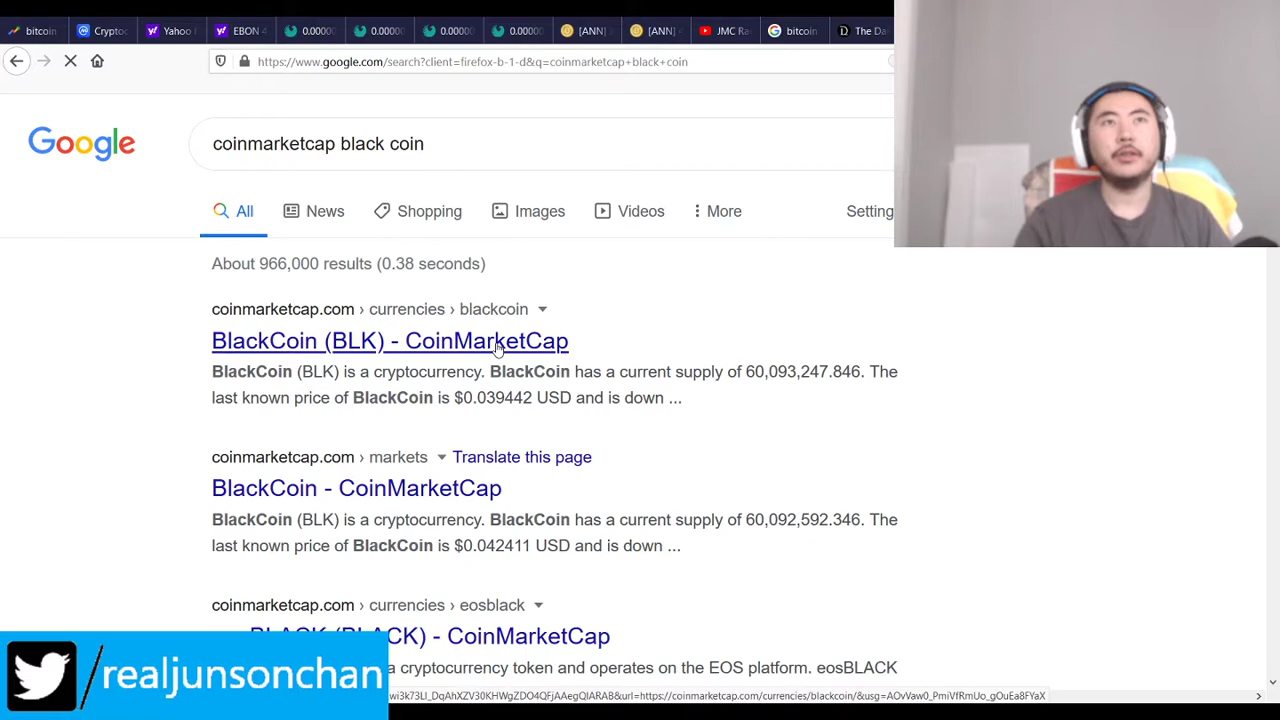 bitcoin
Cryptoc
Yahoo
EBON
0.00000
0.00000
0.00000
0.00000
[ANN]
[ANN]
JMC Ra
bitcoin
The Da
https://www.google.com/search?client=firefox-b-1-d&q=coinmarketcap+black+coin
Google
coinmarketcap black coin
All
News
Shopping
Images
Videos
More
Setting
About 966,000 results (0.38 seconds)
coinmarketcap.com › currencies › blackcoin
BlackCoin (BLK) - CoinMarketCap
BlackCoin (BLK) is a cryptocurrency. BlackCoin has a current supply of 60,093,247.846. The
last known price of BlackCoin is $0.039442 USD and is down ...
coinmarketcap.com › markets Translate this page
BlackCoin - CoinMarketCap
BlackCoin (BLK) is a cryptocurrency. BlackCoin has a current supply of 60,092,592.346. The
last known price of BlackCoin is $0.042411 USD and is down ...
coinmarketcap.com › currencies › eosblack
BLACK (BLACK) - CoinMarketCap
a cryptocurrency token and operates on the EOS platform. eosBLACK
/realjunsonchan